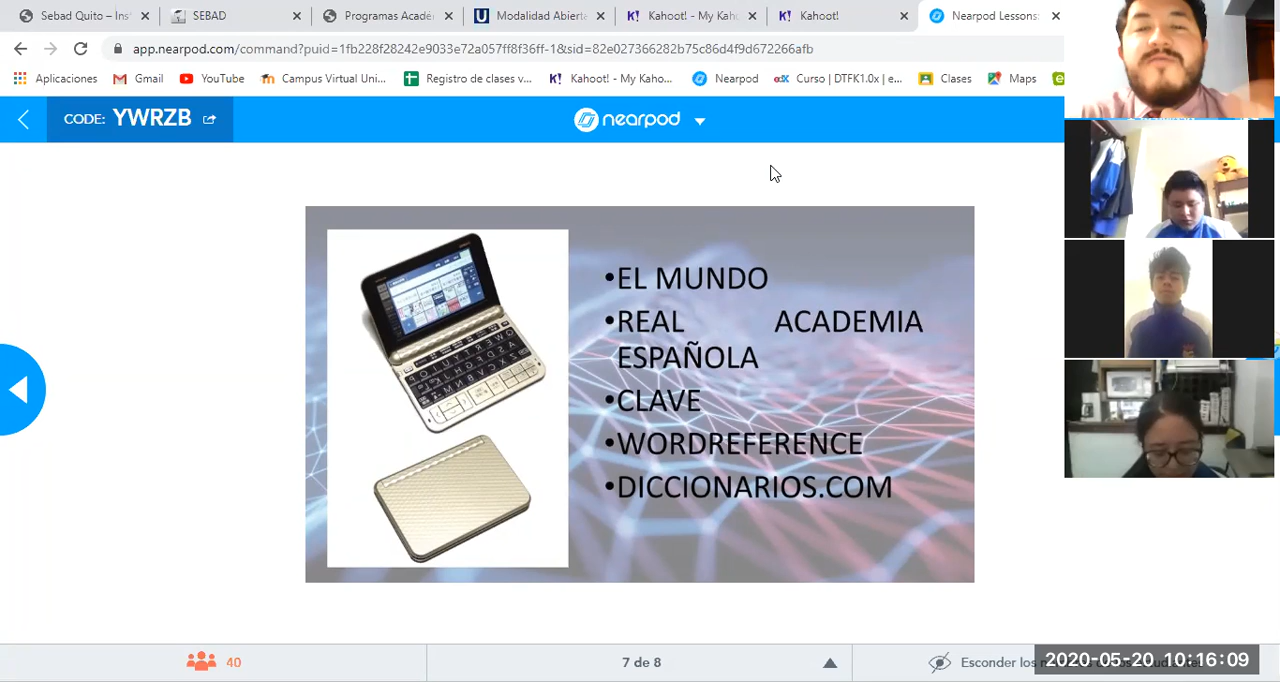 Sebad Quito – Inst
SEBAD
Programas Acadé
Modalidad Abierta
Kahoot! - My Kaho
Kahoot!
Nearpod Lessons:
app.nearpod.com/command?puid=1fb228f28242e9033e72a057ff8f36ff-1&sid=82e027366282b75c86d4f9d672266afb
Aplicaciones
Gmail
YouTube
Campus Virtual Uni...
Registro de clases v...
Kahoot! - My Kaho...
Nearpod
Curso | DTFK1.0x | e...
Clases
Maps
CODE: YWRZB
nearpod
•EL MUNDO
•REAL ACADEMIA
ESPAÑOLA
•CLAVE
•WORDREFERENCE
•DICCIONARIOS.COM
40
7 de 8
Esconder los
2020-05-20 10:16:09